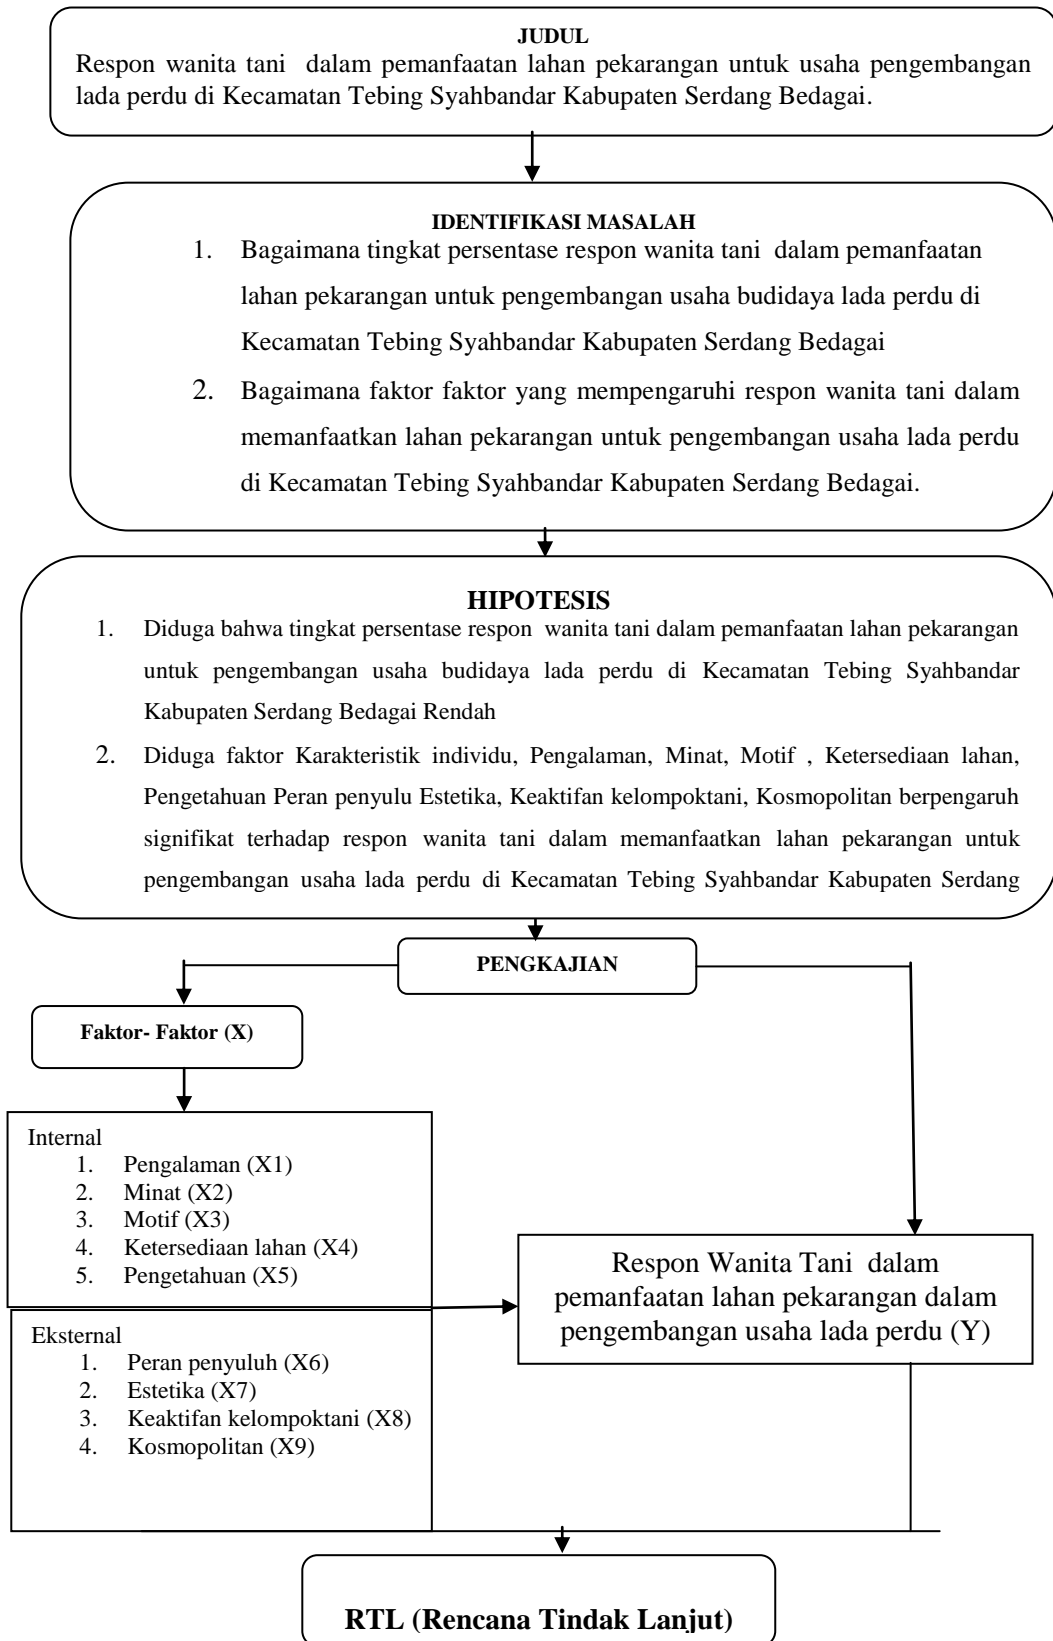 JUDUL
Respon wanita tani dalam pemanfaatan lahan pekarangan untuk usaha pengembangan
lada perdu di Kecamatan Tebing Syahbandar Kabupaten Serdang Bedagai.
IDENTIFIKASI MASALAH
1. Bagaimana tingkat persentase respon wanita tani dalam pemanfaatan
lahan pekarangan untuk pengembangan usaha budidaya lada perdu di
Kecamatan Tebing Syahbandar Kabupaten Serdang Bedagai
2. Bagaimana faktor faktor yang mempengaruhi respon wanita tani dalam
memanfaatkan lahan pekarangan untuk pengembangan usaha lada perdu
di Kecamatan Tebing Syahbandar Kabupaten Serdang Bedagai.
HIPOTESIS
1. Diduga bahwa tingkat persentase respon wanita tani dalam pemanfaatan lahan pekarangan
untuk pengembangan usaha budidaya lada perdu di Kecamatan Tebing Syahbandar
Kabupaten Serdang Bedagai Rendah
2. Diduga faktor Karakteristik individu, Pengalaman, Minat, Motif , Ketersediaan lahan,
Pengetahuan Peran penyulu Estetika, Keaktifan kelompoktani, Kosmopolitan berpengaruh
signifikat terhadap respon wanita tani dalam memanfaatkan lahan pekarangan untuk
pengembangan usaha lada perdu di Kecamatan Tebing Syahbandar Kabupaten Serdang
PENGKAJIAN
Faktor- Faktor (X)
Internal
1. Pengalaman (X1)
2. Minat (X2)
3. Motif (X3)
4. Ketersediaan lahan (X4)
5. Pengetahuan (X5)
Eksternal
1. Peran penyuluh (X6)
2. Estetika (X7)
3. Keaktifan kelompoktani (X8)
4. Kosmopolitan (X9)
Respon Wanita Tani dalam
pemanfaatan lahan pekarangan dalam
pengembangan usaha lada perdu (Y)
RTL (Rencana Tindak Lanjut)